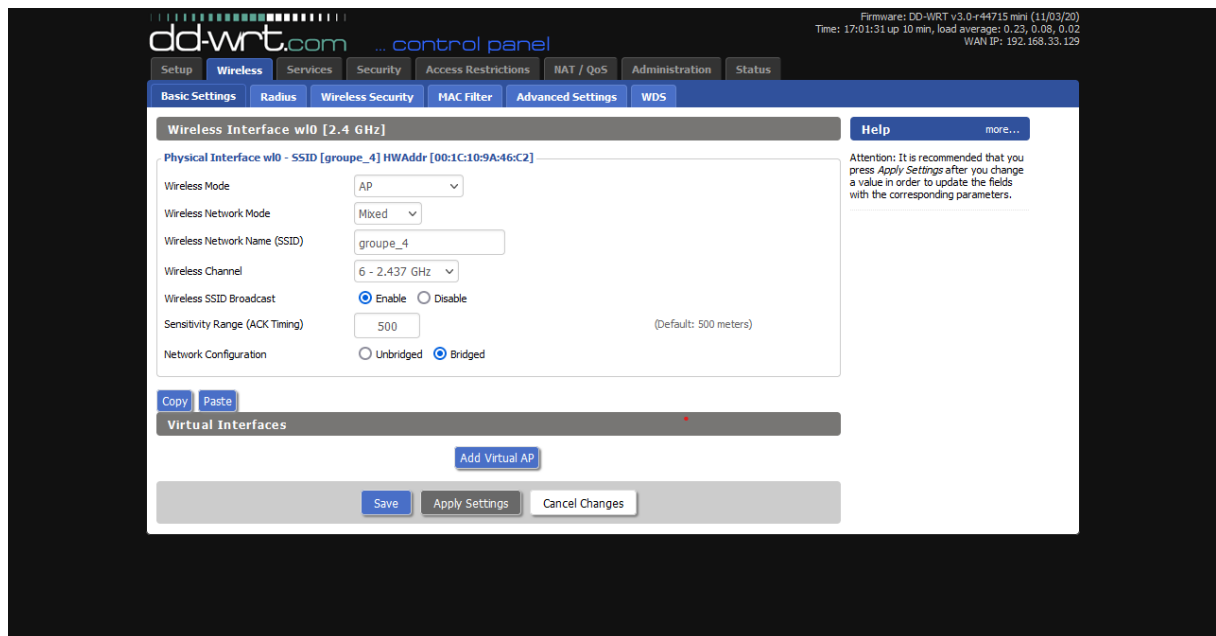 Firmware: DD-WRT v3.0-r44715 mini (11/03/20)
Time: 17:01:31 up 10 min, load average: 0.23, 0.08, 0.02
WAN IP: 192.168.33.129
dd-wrt.com ... control panel
Setup Wireless Services Security Access Restrictions NAT / QoS Administration Status
Basic Settings Radius Wireless Security MAC Filter Advanced Settings WDS
Wireless Interface wl0 [2.4 GHz]
Physical Interface wl0 - SSID [groupe_4] HWAddr [00:1C:10:9A:46:C2]
Wireless Mode AP
Wireless Network Mode Mixed
Wireless Network Name (SSID) groupe_4
Wireless Channel 6 - 2.437 GHz
Wireless SSID Broadcast Enable Disable
Sensitivity Range (ACK Timing) 500 (Default: 500 meters)
Network Configuration Unbridged Bridged
Copy Paste
Virtual Interfaces
Add Virtual AP
Save Apply Settings Cancel Changes
Help more...
Attention: It is recommended that you
press Apply Settings after you change
a value in order to update the fields
with the corresponding parameters.